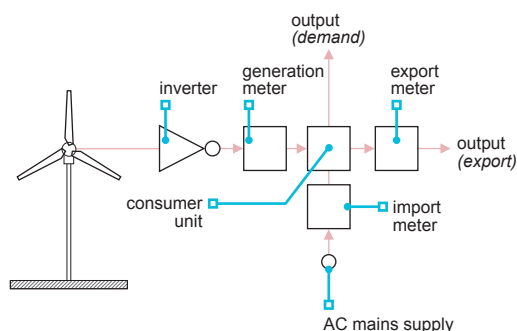 output
(demand)
inverter
generation
meter
export
meter
output
(export)
consumer
unit
import
meter
AC mains supply